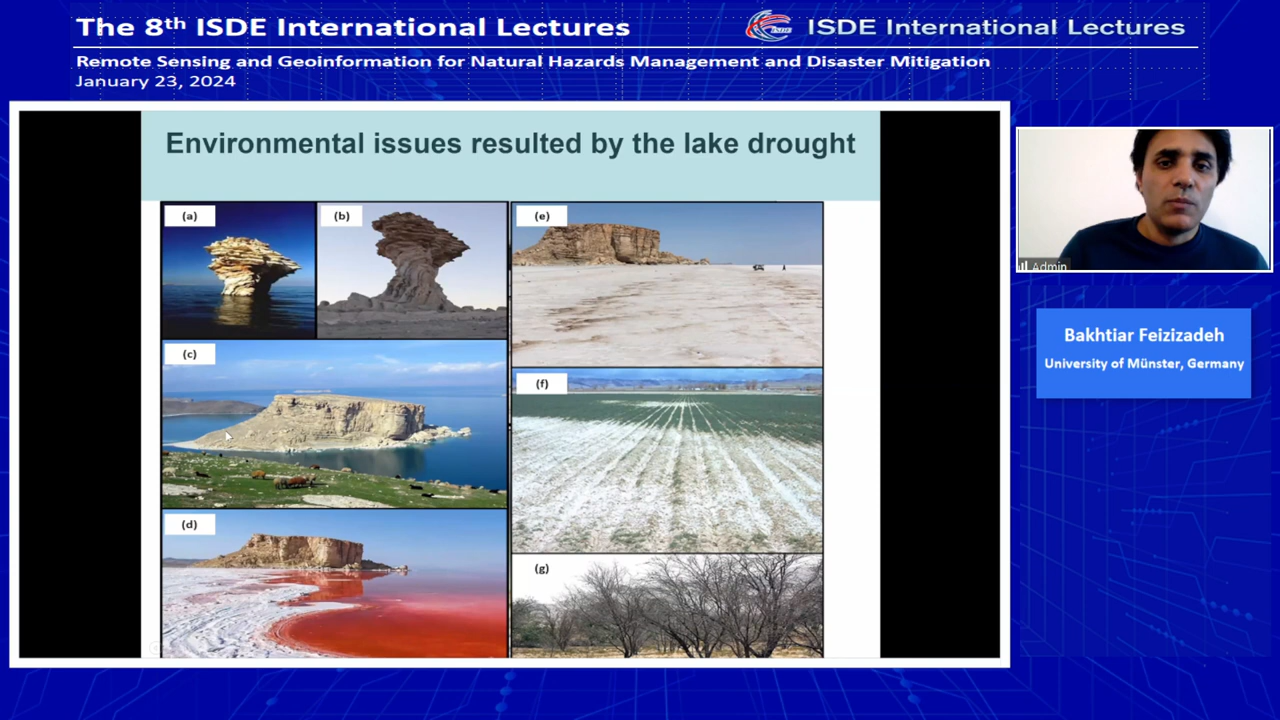 The 8th ISDE International Lectures
ISDE
ISDE International Lectures
Remote Sensing and Geoinformation for Natural Hazards Management and Disaster Mitigation
January 23, 2024
Environmental issues resulted by the lake drought
(a)
(b)
(e)
(c)
(f)
(d)
(g)
Admin
Bakhtiar Feizizadeh
University of Münster, Germany